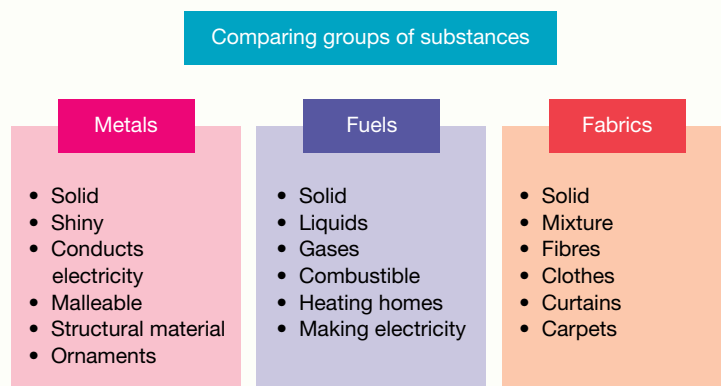 Comparing groups of substances
Metals
• Solid
• Shiny
• Conducts
electricity
• Malleable
• Structural material
• Ornaments
Fuels
• Solid
• Liquids
• Gases
• Combustible
• Heating homes
• Making electricity
Fabrics
• Solid
• Mixture
• Fibres
• Clothes
• Curtains
• Carpets